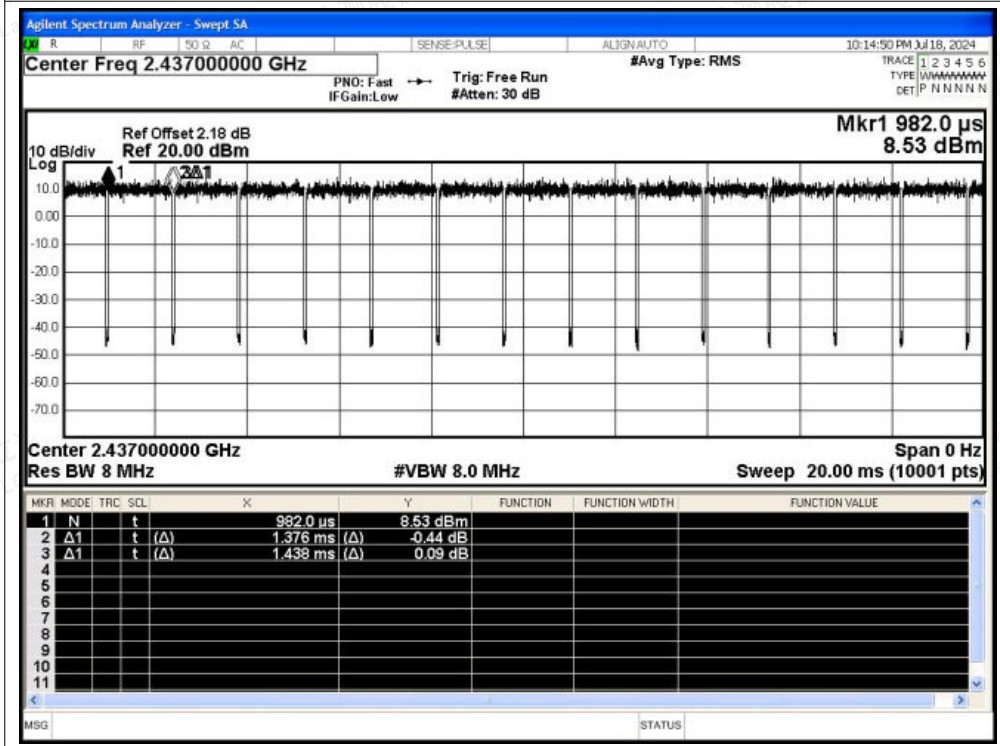 Agilent Spectrum Analyzer - Swept SA
LXI R RF 50 Ω AC SENSE:PULSE ALIGN AUTO 10:14:50 PM Jul 18, 2024
Center Freq 2.437000000 GHz #Avg Type: RMS TRACE 1 2 3 4 5 6
PNO: Fast Trig: Free Run TYPE WWWWWW
IFGain:Low #Atten: 30 dB DET P N N N N N
Mkr1 982.0 µs
Ref Offset 2.18 dB
10 dB/div Ref 20.00 dBm 8.53 dBm
Log
1 2Δ1
10.0
0.00
-10.0
-20.0
-30.0
-40.0
-50.0
-60.0
-70.0
Center 2.437000000 GHz Span 0 Hz
Res BW 8 MHz #VBW 8.0 MHz Sweep 20.00 ms (10001 pts)
MKR MODE TRC SCL X Y FUNCTION FUNCTION WIDTH FUNCTION VALUE
1 N t 982.0 µs 8.53 dBm
2 Δ1 t (Δ) 1.376 ms (Δ) -0.44 dB
3 Δ1 t (Δ) 1.438 ms (Δ) 0.09 dB
4
5
6
7
8
9
10
11
MSG STATUS